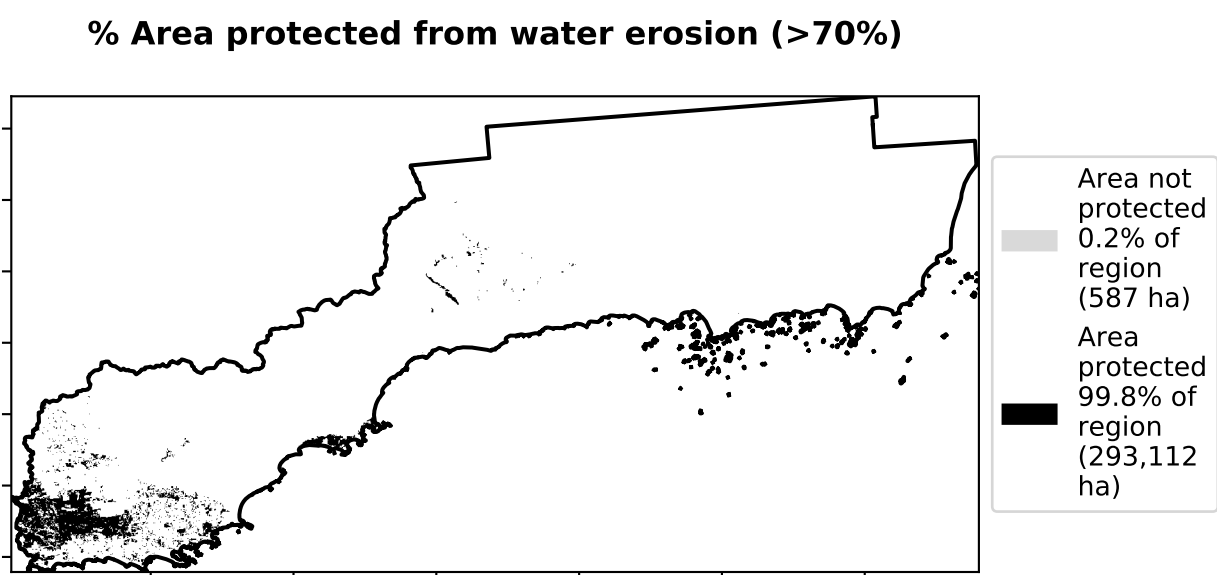 % Area protected from water erosion (>70%)
Area not
protected
0.2% of
region
(587 ha)
Area
protected
99.8% of
region
(293,112
ha)